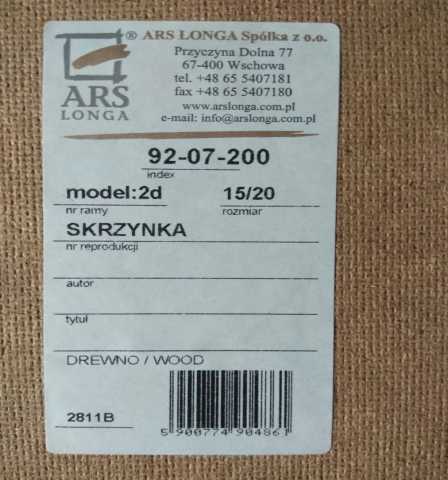 ® ARS LONGA Spółka z o.o.
Przyczyna Dolna 77
67-400 Wschowa
tel. +48 65 5407181
fax +48 65 5407180
www.arslonga.com.pl
e-mail: info@arslonga.com.pl
ARS
LONGA
92-07-200
index
model:2d 15/20
nr ramy rozmiar
SKRZYNKA
nr reprodukcji
autor
tytuł
DREWNO / WOOD
2811B
5 900774 904861